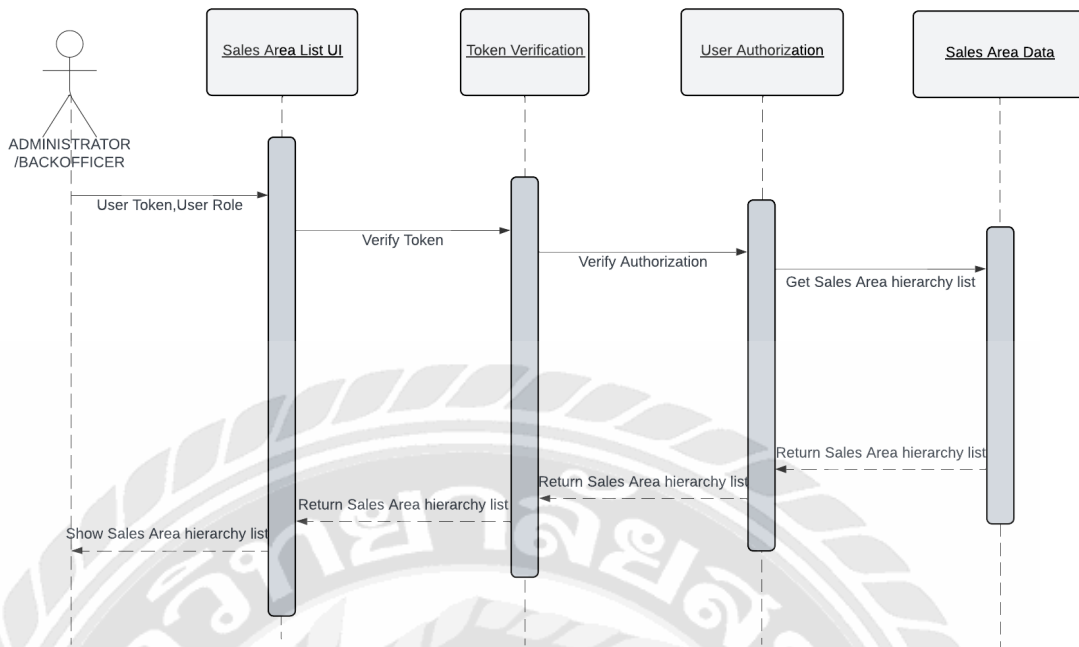 Sales Area List UI
Token Verification
User Authorization
Sales Area Data
ADMINISTRATOR
/BACKOFFICER
User Token,User Role
Verify Token
Verify Authorization
Get Sales Area hierarchy list
Return Sales Area hierarchy list
Return Sales Area hierarchy list
Return Sales Area hierarchy list
Show Sales Area hierarchy list